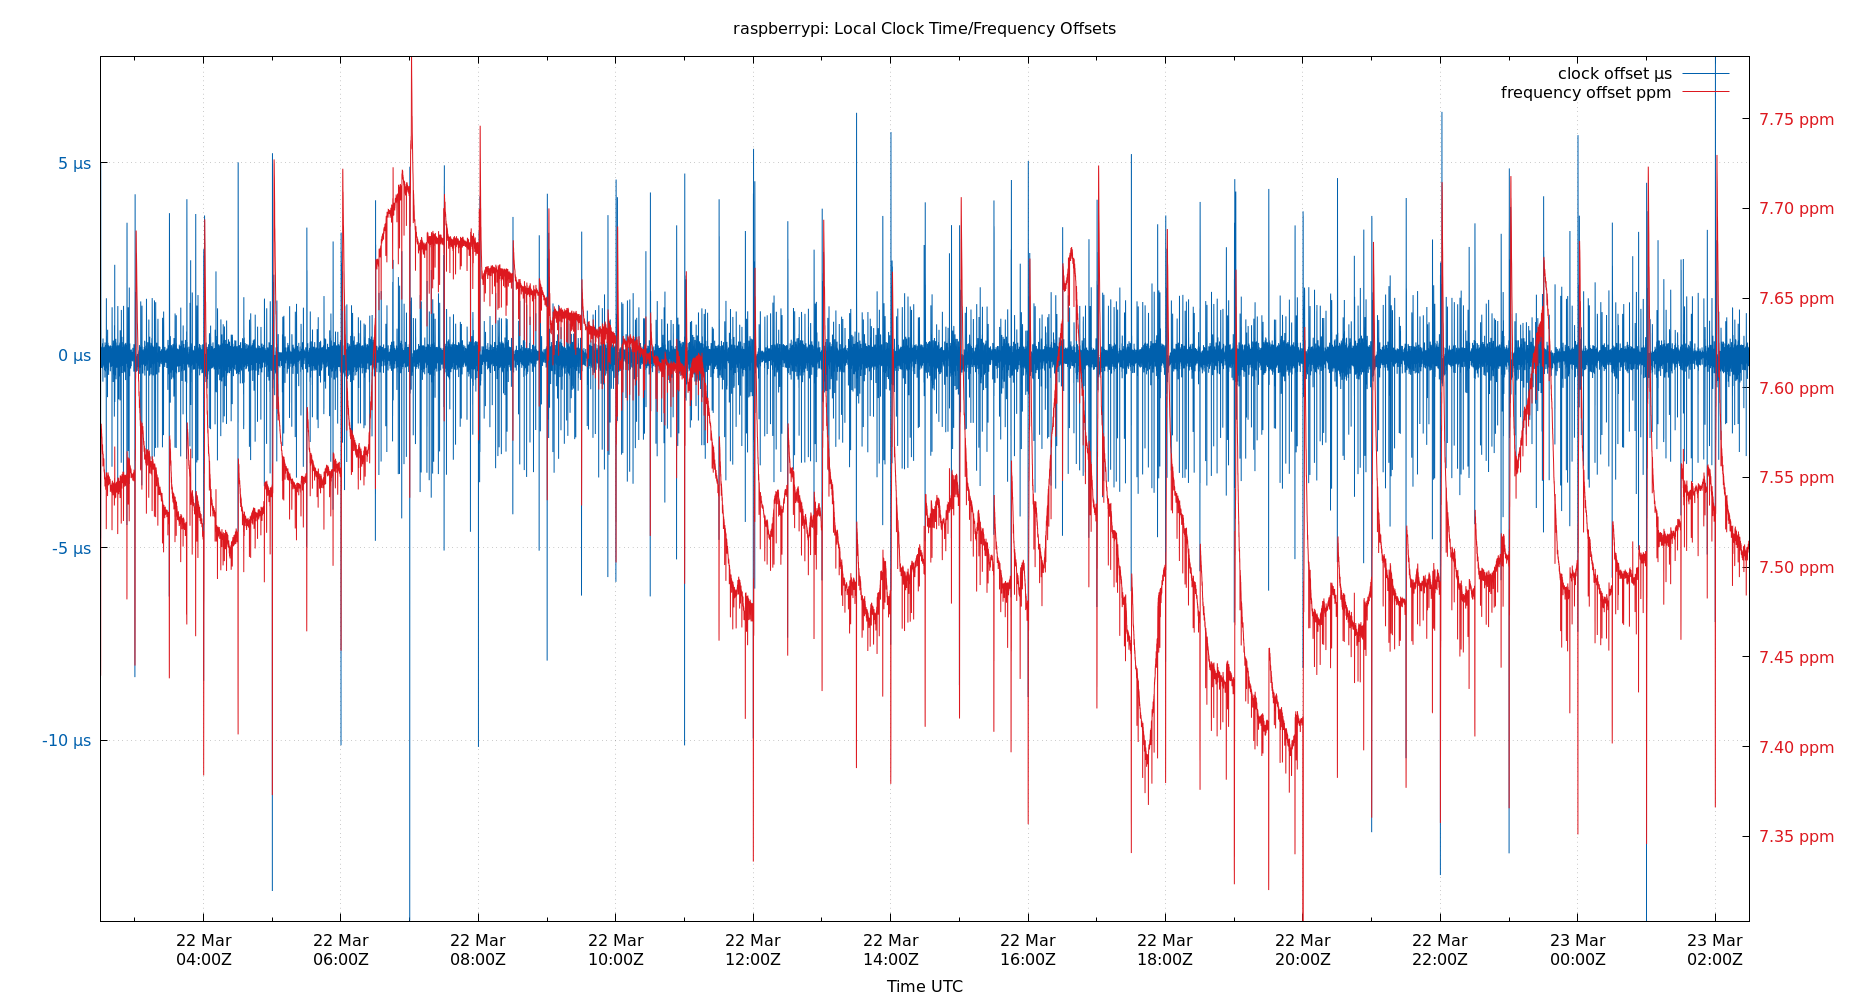 raspberrypi: Local Clock Time/Frequency Offsets
clock offset µs
frequency offset ppm
5 µs
0 µs
-5 µs
-10 µs
7.75 ppm
7.70 ppm
7.65 ppm
7.60 ppm
7.55 ppm
7.50 ppm
7.45 ppm
7.40 ppm
7.35 ppm
22 Mar 22 Mar 22 Mar 22 Mar 22 Mar 22 Mar 22 Mar 22 Mar 22 Mar 22 Mar 23 Mar 23 Mar
04:00Z 06:00Z 08:00Z 10:00Z 12:00Z 14:00Z 16:00Z 18:00Z 20:00Z 22:00Z 00:00Z 02:00Z
Time UTC